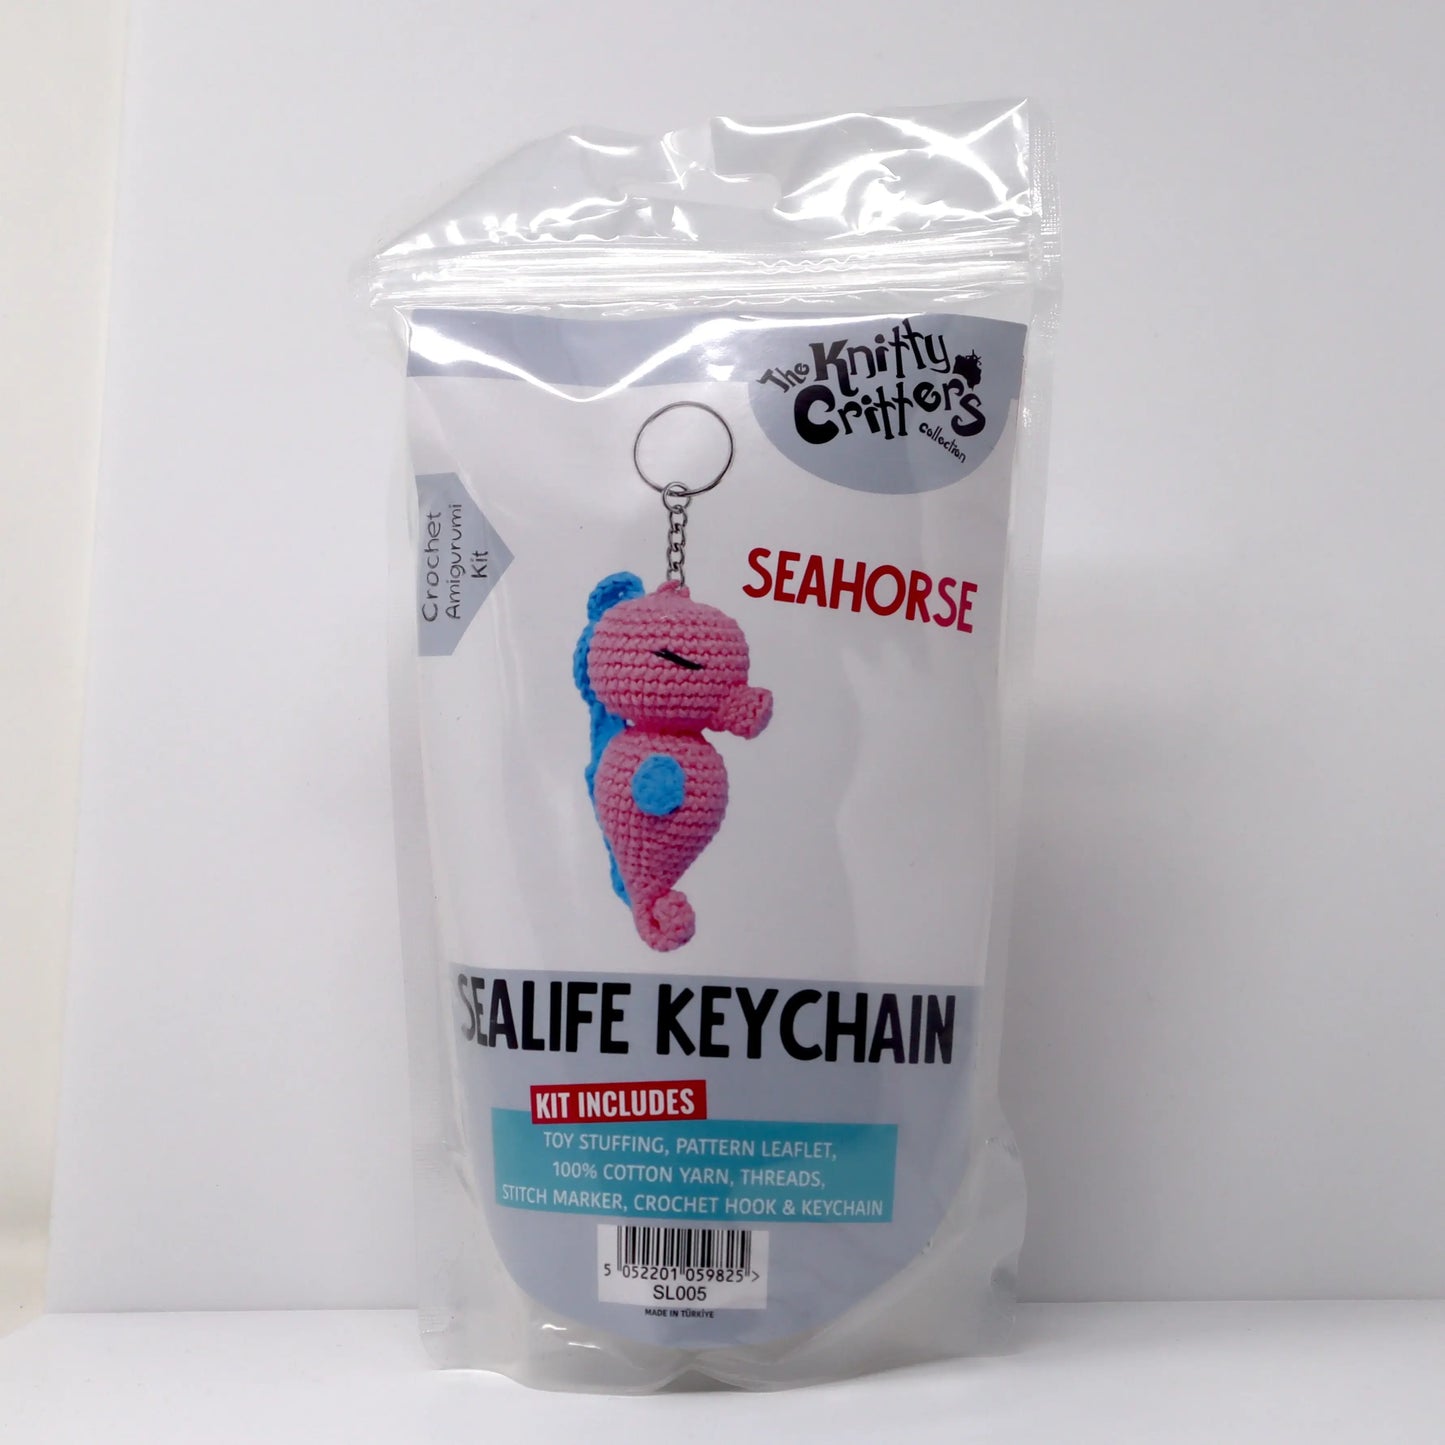 The Knitty
Critters
collection
Crochet
Amigurumi
Kit
SEAHORSE
SEALIFE KEYCHAIN
KIT INCLUDES
TOY STUFFING, PATTERN LEAFLET,
100% COTTON YARN, THREADS,
STITCH MARKER, CROCHET HOOK & KEYCHAIN
5 052201 059825 >
SL005
MADE IN TÜRKİYE